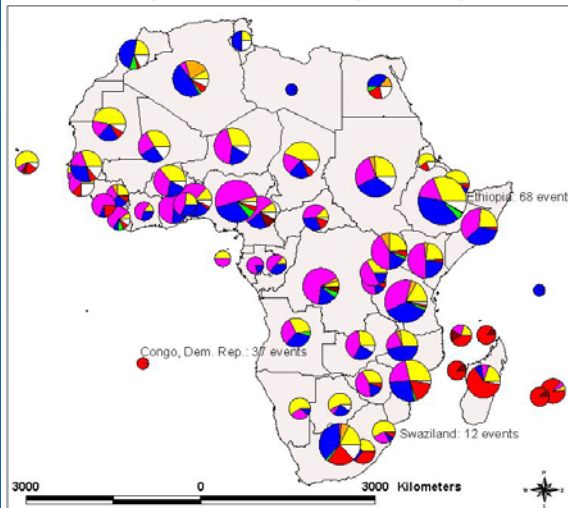 Ethiopia: 68 events
Congo, Dem. Rep.: 37 events
Swaziland: 12 events
3000 0 3000 Kilometers